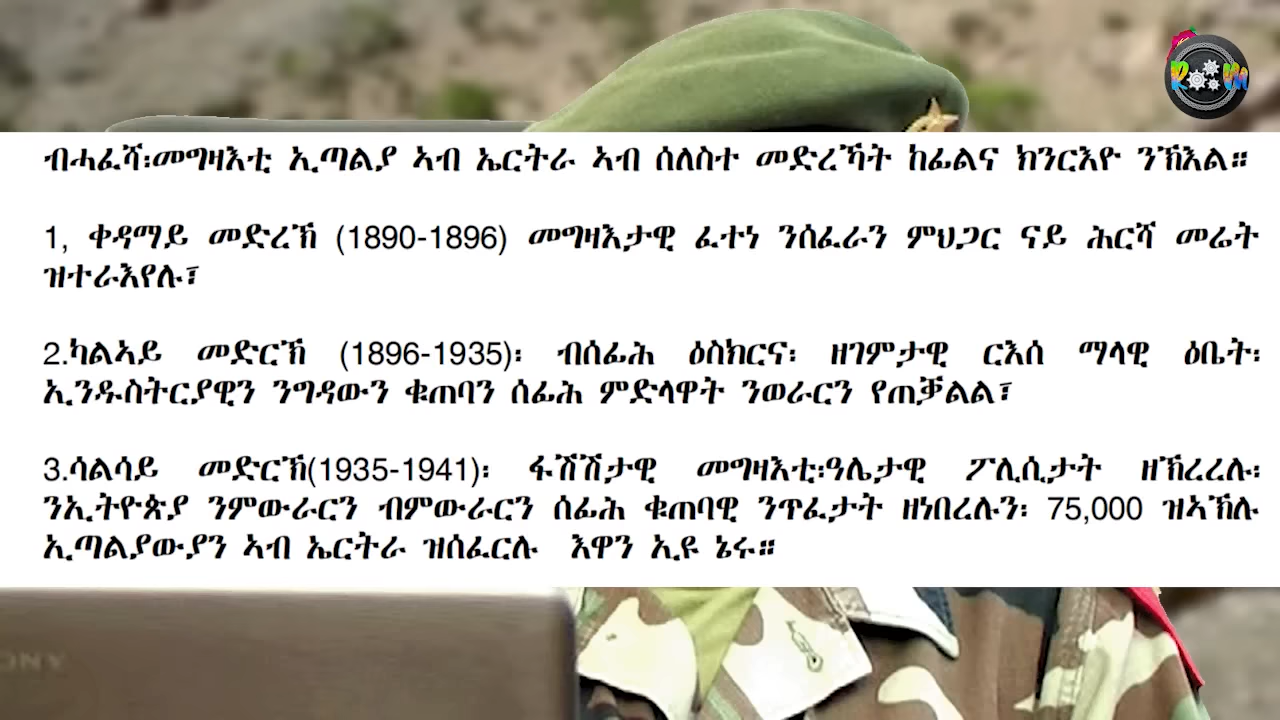 ብሓፈሻ፡መግዛእቲ ኢጣልያ ኣብ ኤርትራ ኣብ ሰለስተ መድረኻት ከፊልና ክንርእዮ ንኽእል።
1, ቀዳማይ መድረኽ (1890-1896) መግዛእታዊ ፈተነ ንሰፈራን ምህጋር ናይ ሕርሻ መሬት
ዝተራእየሉ፣
2.ካልኣይ መድርኽ (1896-1935)፡ ብሰፊሕ ዕስክርና፡ ዘገምታዊ ርእሰ ማላዊ ዕቤት፡
ኢንዱስትርያዊን ንግዳውን ቁጠባን ሰፊሕ ምድላዋት ንወራርን የጠቓልል፣
3.ሳልሳይ መድርኽ(1935-1941)፡ ፋሽሽታዊ መግዛእቲ፡ዓሌታዊ ፖሊሲታት ዘኽረረሉ፡
ንኢትዮጵያ ንምውራርን ብምውራርን ሰፊሕ ቁጠባዊ ንጥፈታት ዘነበረሉን፡ 75,000 ዝኣኽሉ
ኢጣልያውያን ኣብ ኤርትራ ዝሰፈርሉ እዋን ኢዩ ኔሩ።
Room